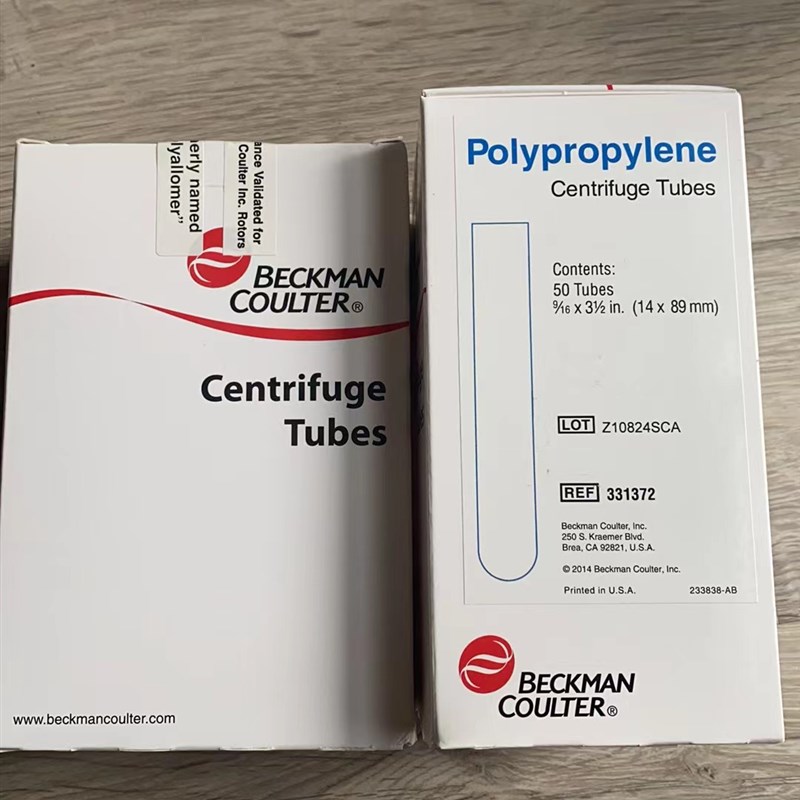 erly named
lyallomer"
ance Validated for
Coulter Inc. Rotors
BECKMAN
COULTER®
Centrifuge
Tubes
www.beckmancoulter.com
Polypropylene
Centrifuge Tubes
Contents:
50 Tubes
9/16 x 3½ in. (14 x 89 mm)
LOT Z10824SCA
REF 331372
Beckman Coulter, Inc.
250 S. Kraemer Blvd.
Brea, CA 92821, U.S.A.
© 2014 Beckman Coulter, Inc.
Printed in U.S.A. 233838-AB
BECKMAN
COULTER®